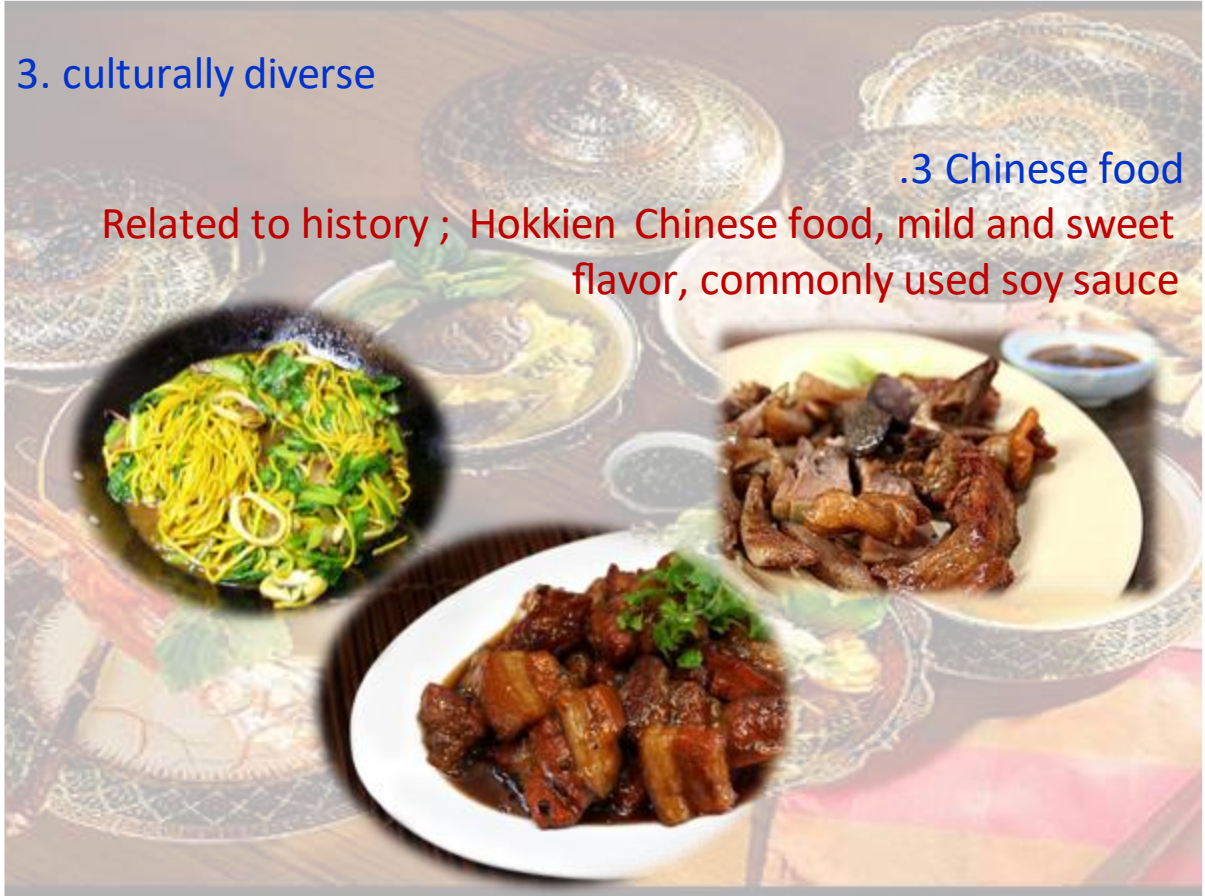 3. culturally diverse
.3 Chinese food
Related to history ; Hokkien Chinese food, mild and sweet
flavor, commonly used soy sauce